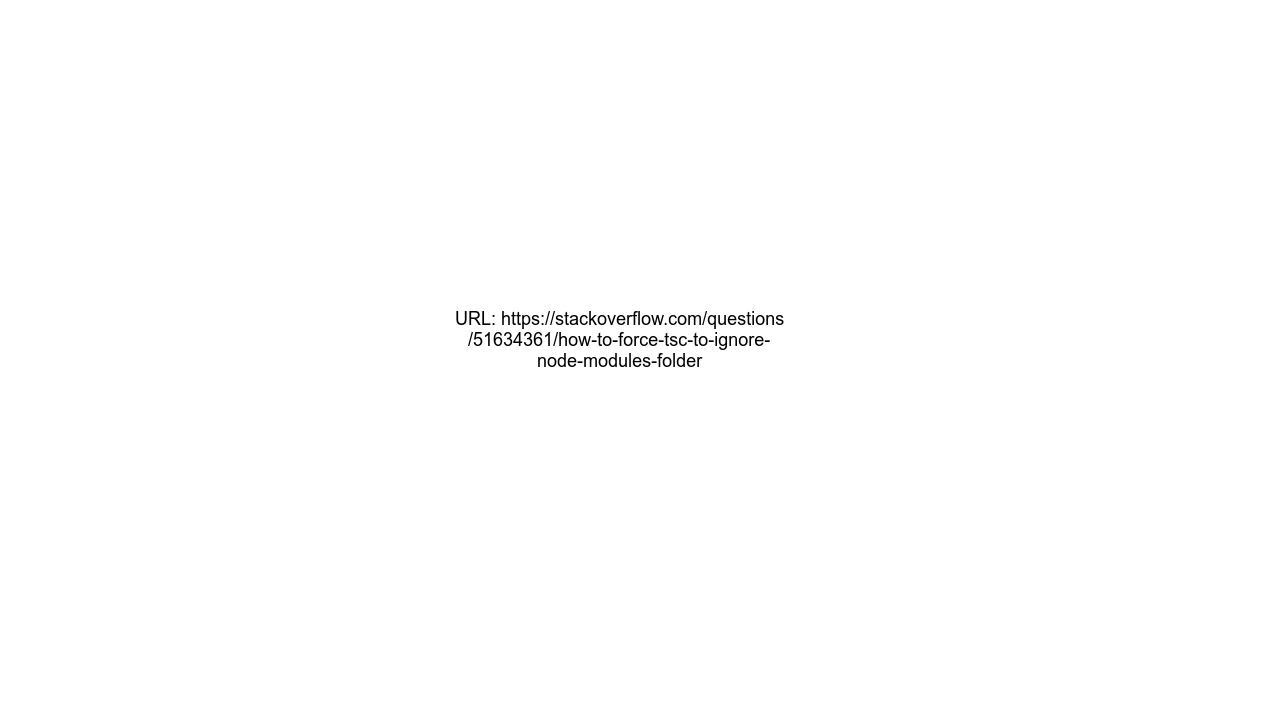 URL: https://stackoverflow.com/questions
/51634361/how-to-force-tsc-to-ignore-
node-modules-folder